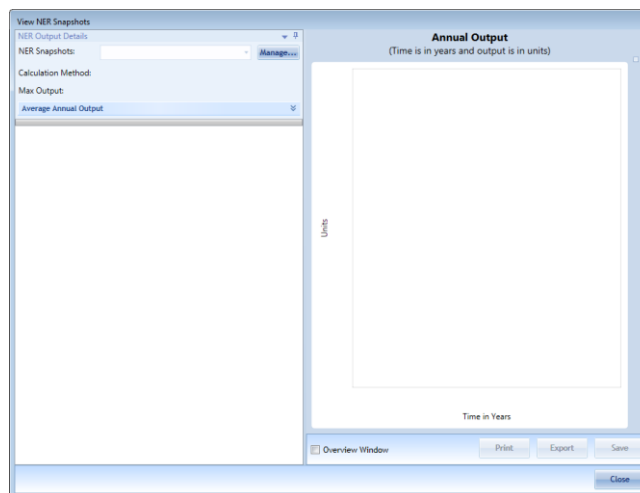 View NER Snapshots
NER Output Details
NER Snapshots:
Manage...
Calculation Method:
Max Output:
Average Annual Output
Annual Output
(Time is in years and output is in units)
Units
Time in Years
Overview Window
Print
Export
Save
Close